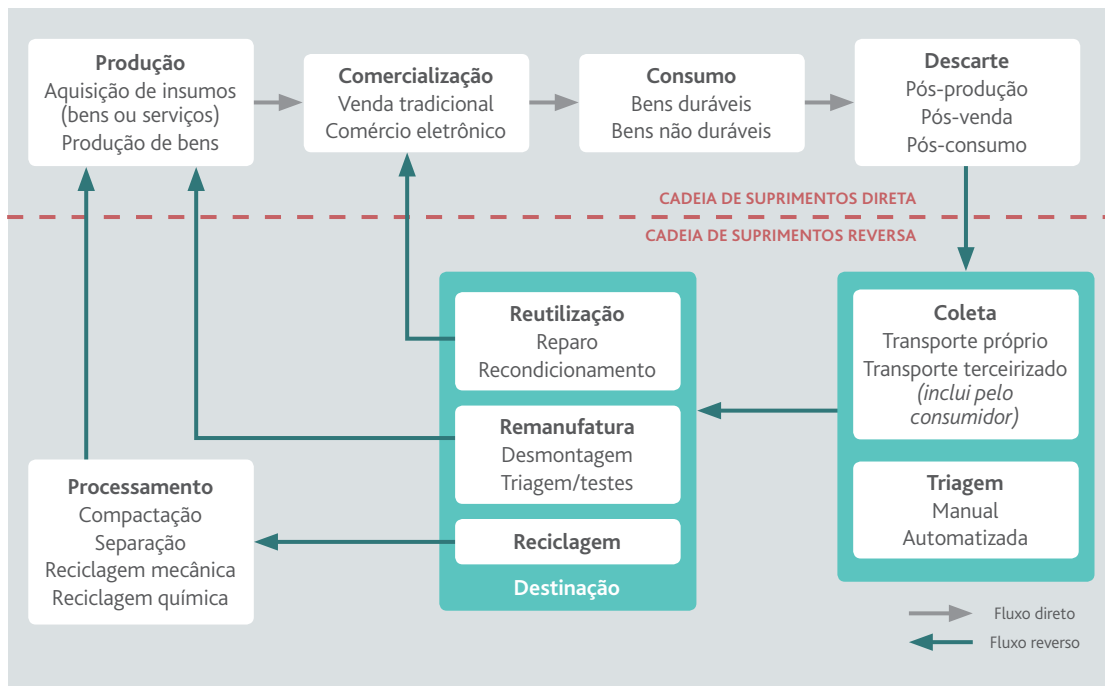 Produção
Aquisição de insumos
(bens ou serviços)
Produção de bens
Comercialização
Venda tradicional
Comércio eletrônico
Consumo
Bens duráveis
Bens não duráveis
Descarte
Pós-produção
Pós-venda
Pós-consumo
CADEIA DE SUPRIMENTOS DIRETA
CADEIA DE SUPRIMENTOS REVERSA
Reutilização
Reparo
Recondicionamento
Remanufatura
Desmontagem
Triagem/testes
Reciclagem
Destinação
Coleta
Transporte próprio
Transporte terceirizado
(inclui pelo
consumidor)
Triagem
Manual
Automatizada
Processamento
Compactação
Separação
Reciclagem mecânica
Reciclagem química
Fluxo direto
Fluxo reverso